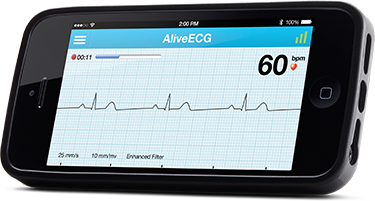 2:00 PM
100%
AliveECG
00:11
60 bpm
25 mm/s 10 mm/mv Enhanced Filter